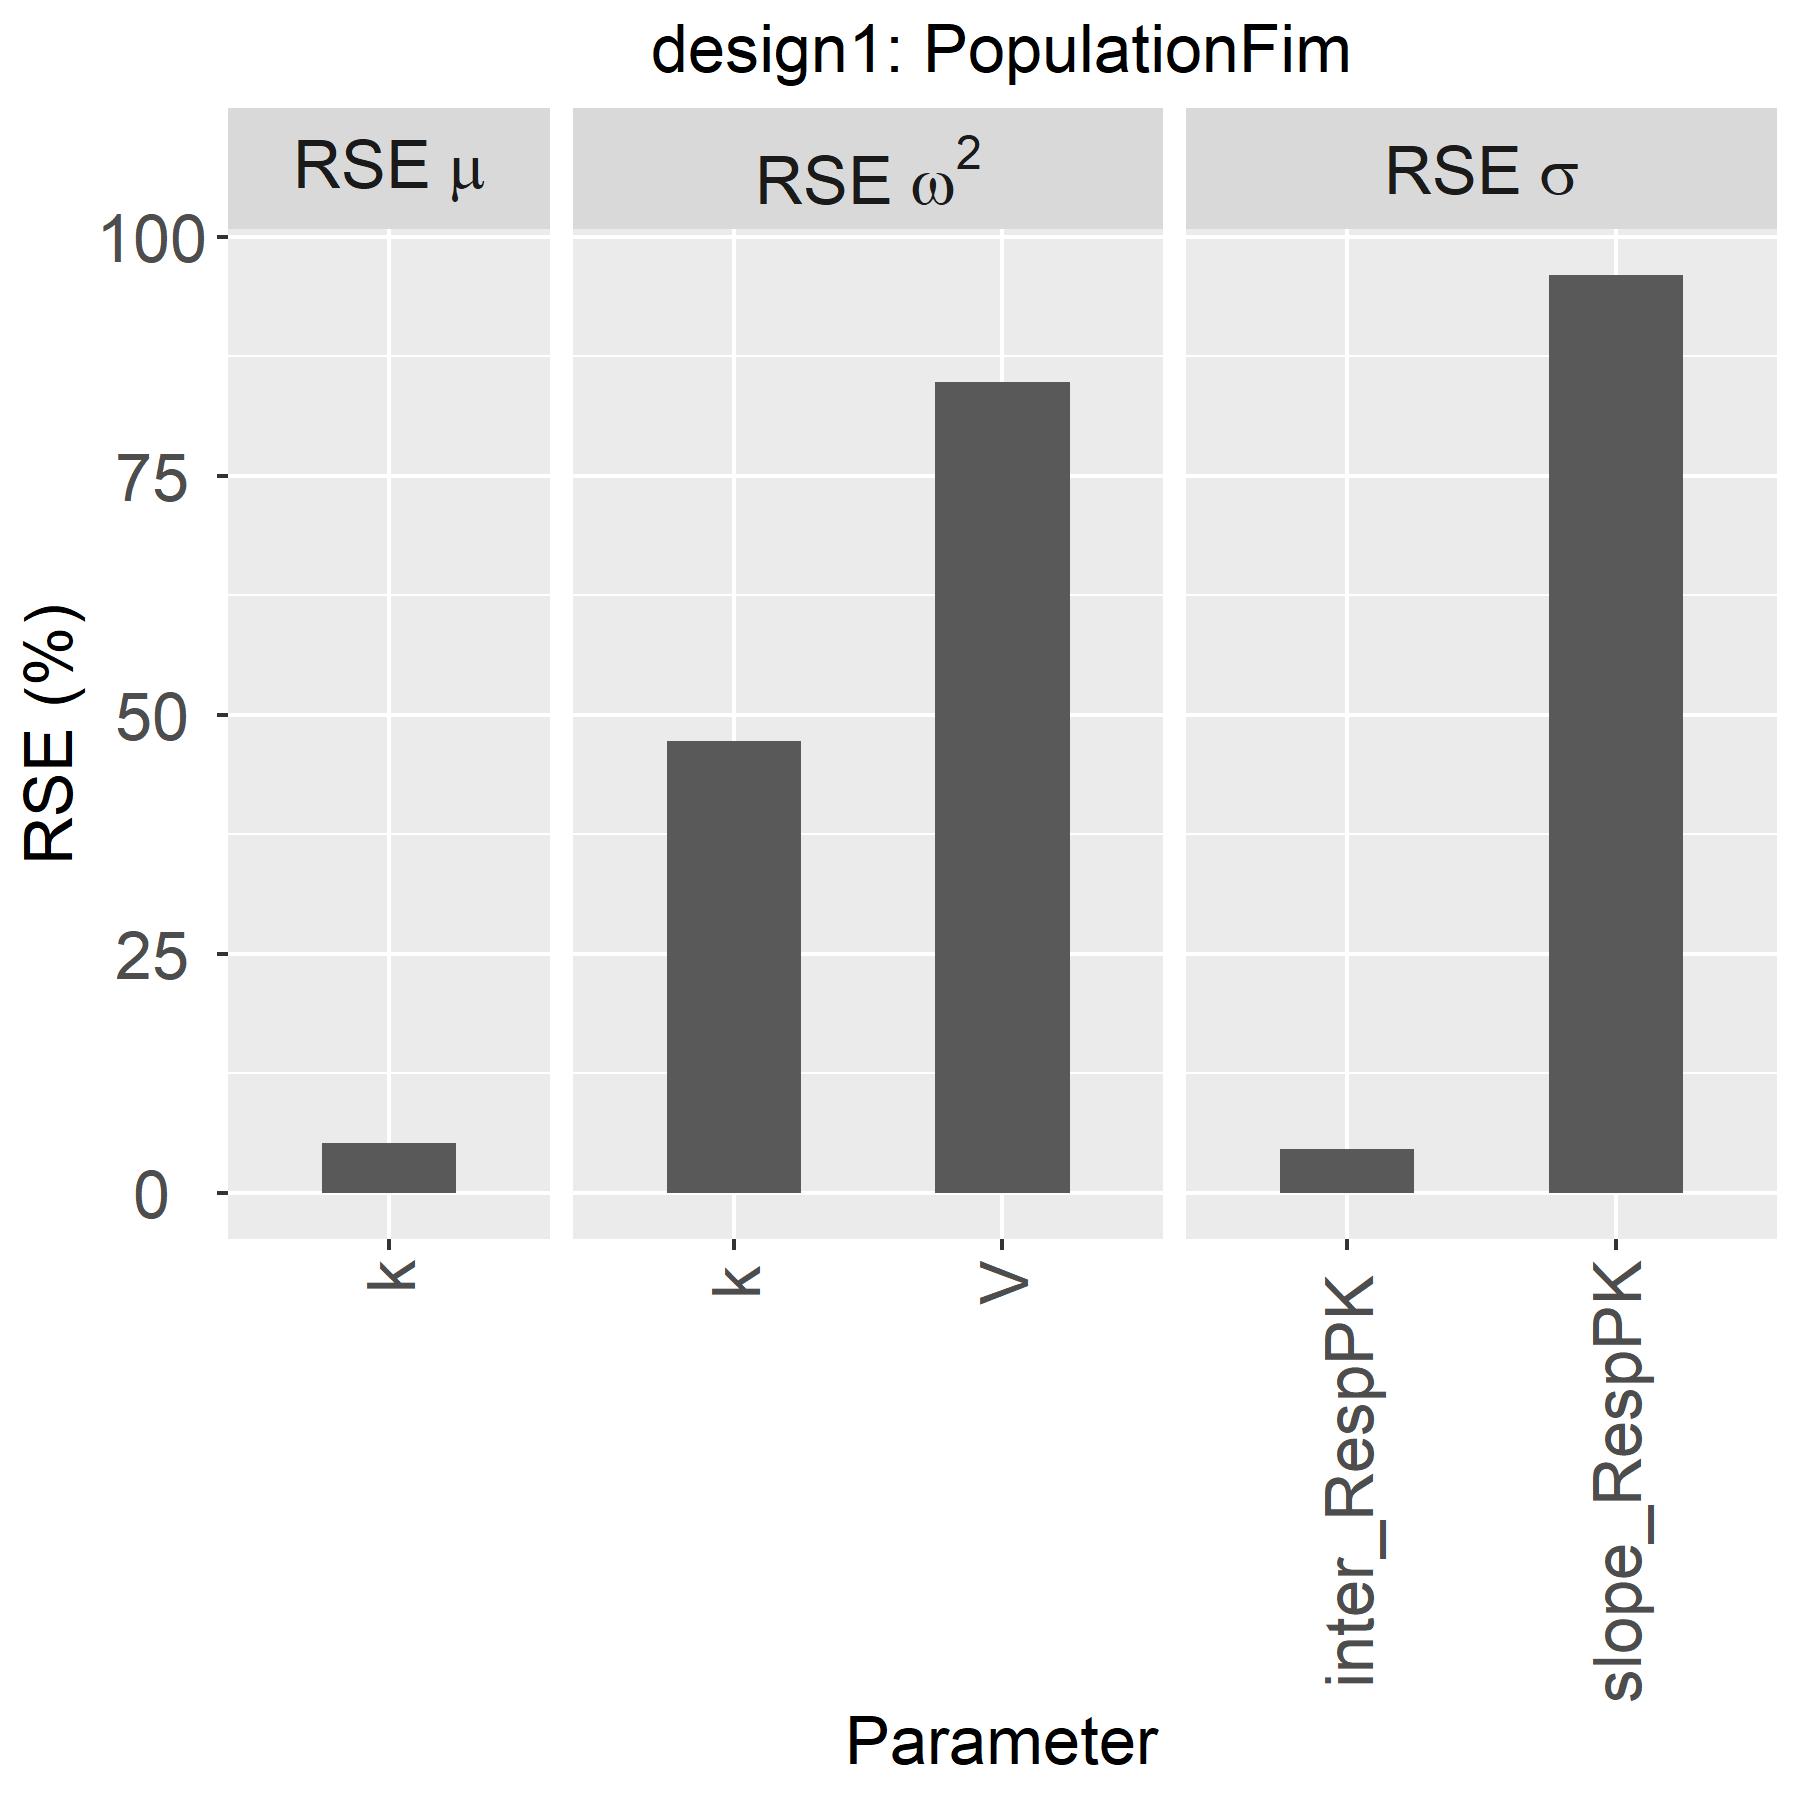 design1: PopulationFim
RSE μ
RSE ω²
RSE σ
RSE (%)
100
75
50
25
0
k
k
V
inter_RespPK
slope_RespPK
Parameter